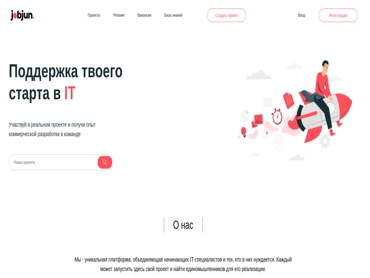 jobjun.
Проекты Резюме Вакансии База знаний Создать проект Вход Регистрация
Поддержка твоего
старта в IT
Участвуй в реальном проекте и получи опыт
коммерческой разработки в команде
Поиск проекта
О нас
Мы - уникальная платформа, объединяющая начинающих IT-специалистов и тех, кто в них нуждается. Каждый
может запустить здесь свой проект и найти единомышленников для его реализации.